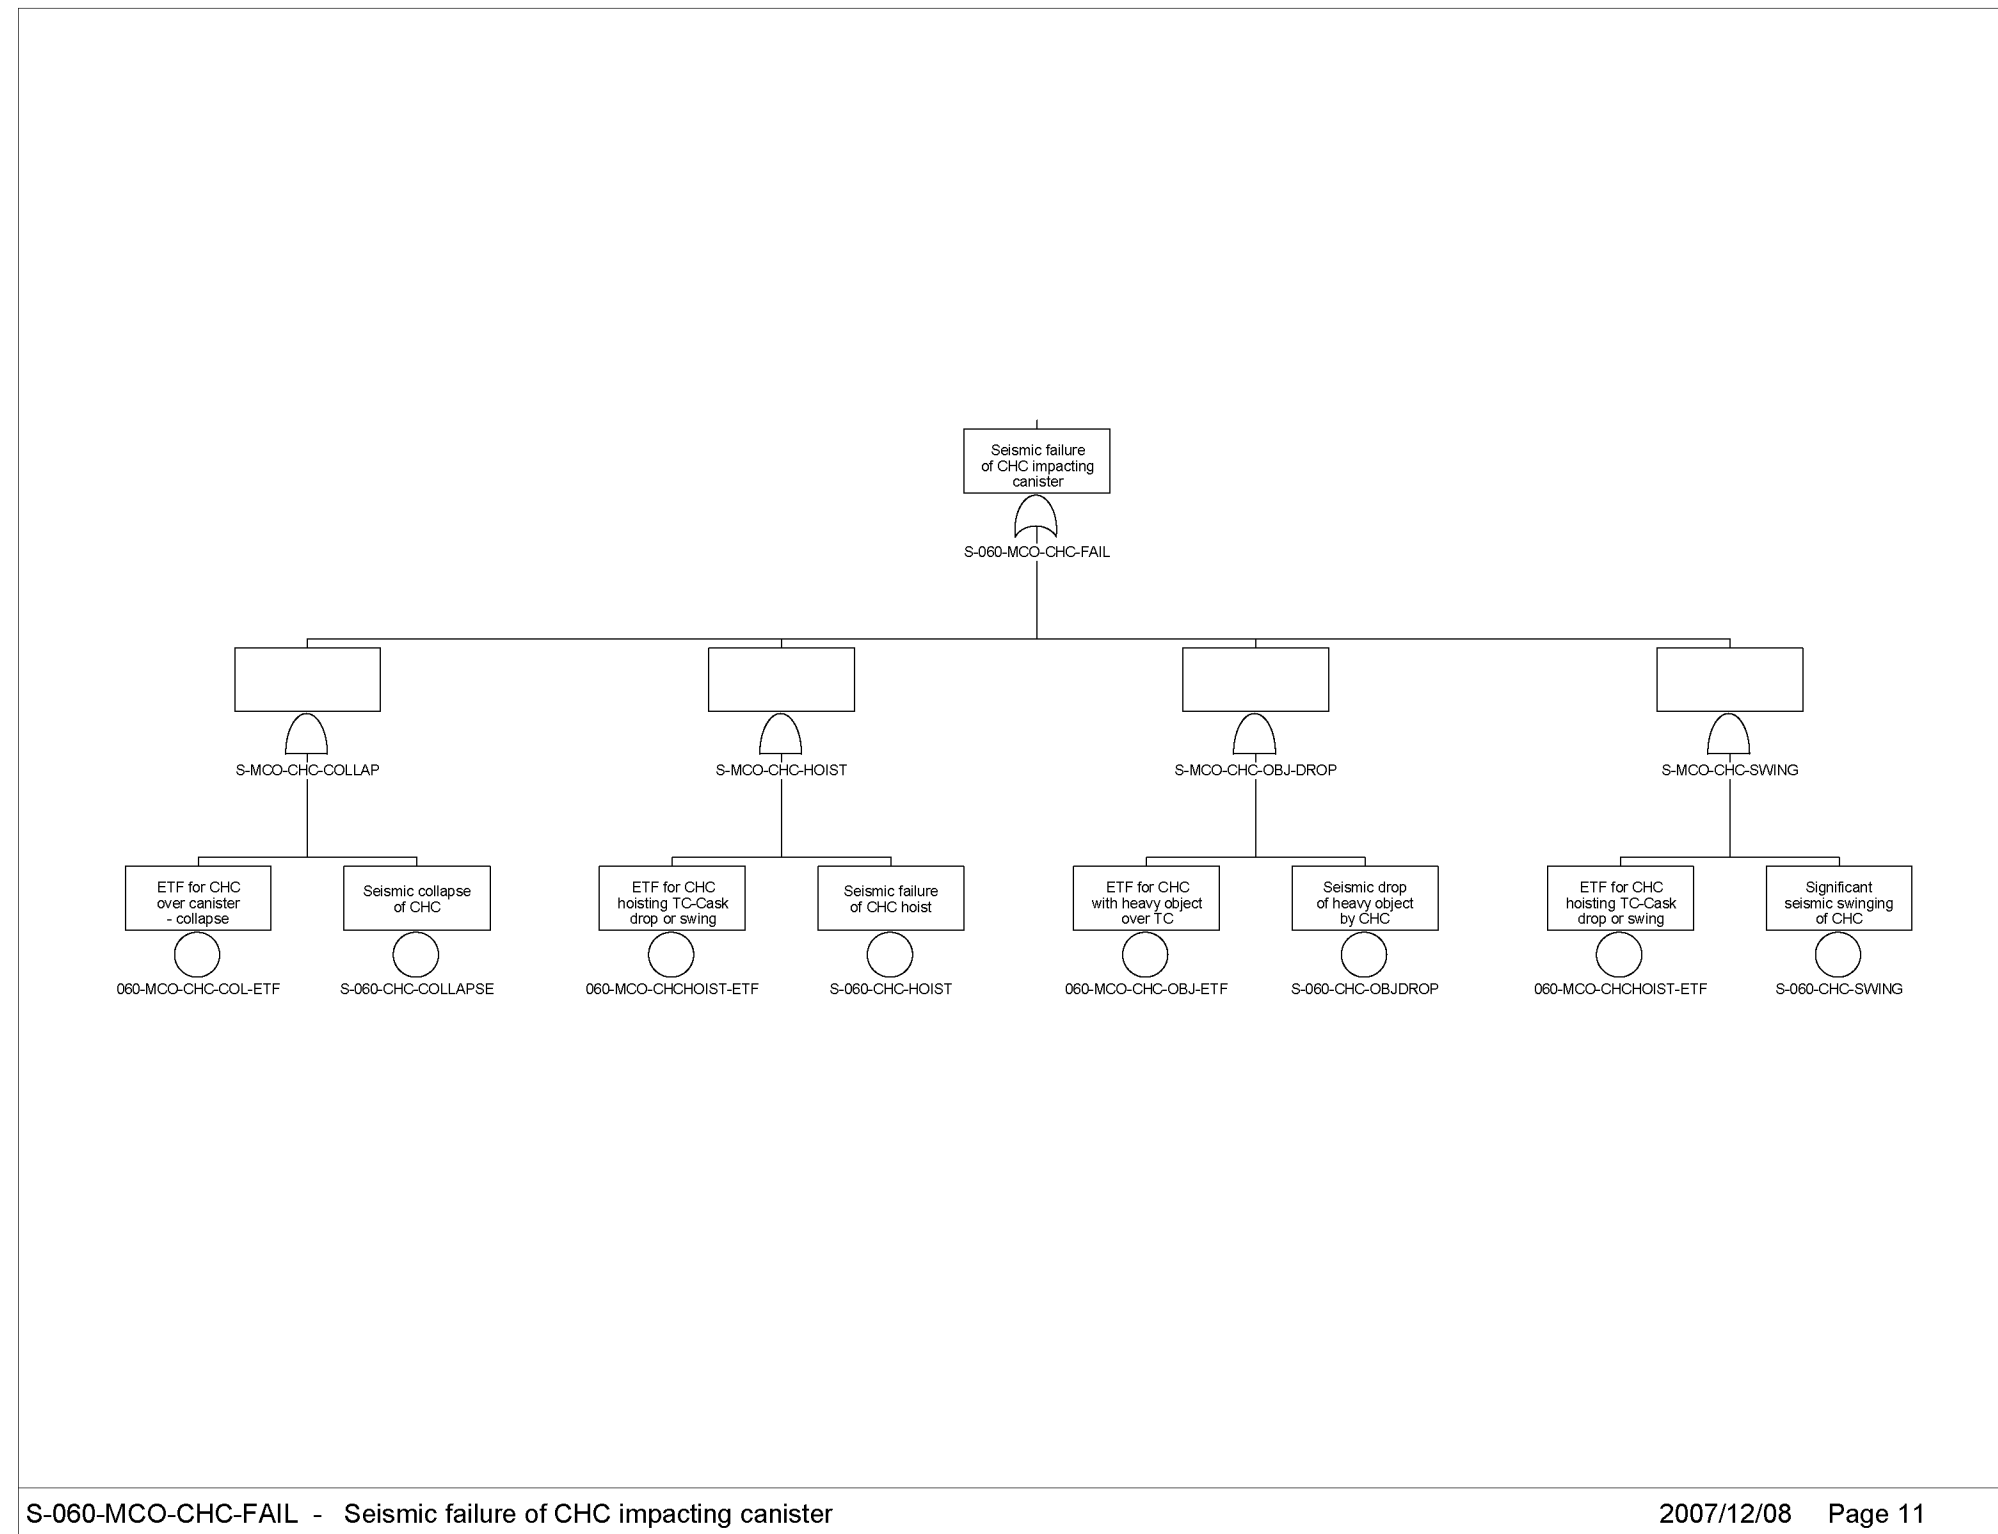 Seismic failure
of CHC impacting
canister
S-060-MCO-CHC-FAIL
S-MCO-CHC-COLLAP
S-MCO-CHC-HOIST
S-MCO-CHC-OBJ-DROP
S-MCO-CHC-SWING
ETF for CHC
over canister
- collapse
060-MCO-CHC-COL-ETF
Seismic collapse
of CHC
S-060-CHC-COLLAPSE
ETF for CHC
hoisting TC-Cask
drop or swing
060-MCO-CHCHOIST-ETF
Seismic failure
of CHC hoist
S-060-CHC-HOIST
ETF for CHC
with heavy object
over TC
060-MCO-CHC-OBJ-ETF
Seismic drop
of heavy object
by CHC
S-060-CHC-OBJDROP
ETF for CHC
hoisting TC-Cask
drop or swing
060-MCO-CHCHOIST-ETF
Significant
seismic swinging
of CHC
S-060-CHC-SWING
S-060-MCO-CHC-FAIL - Seismic failure of CHC impacting canister
2007/12/08 Page 11